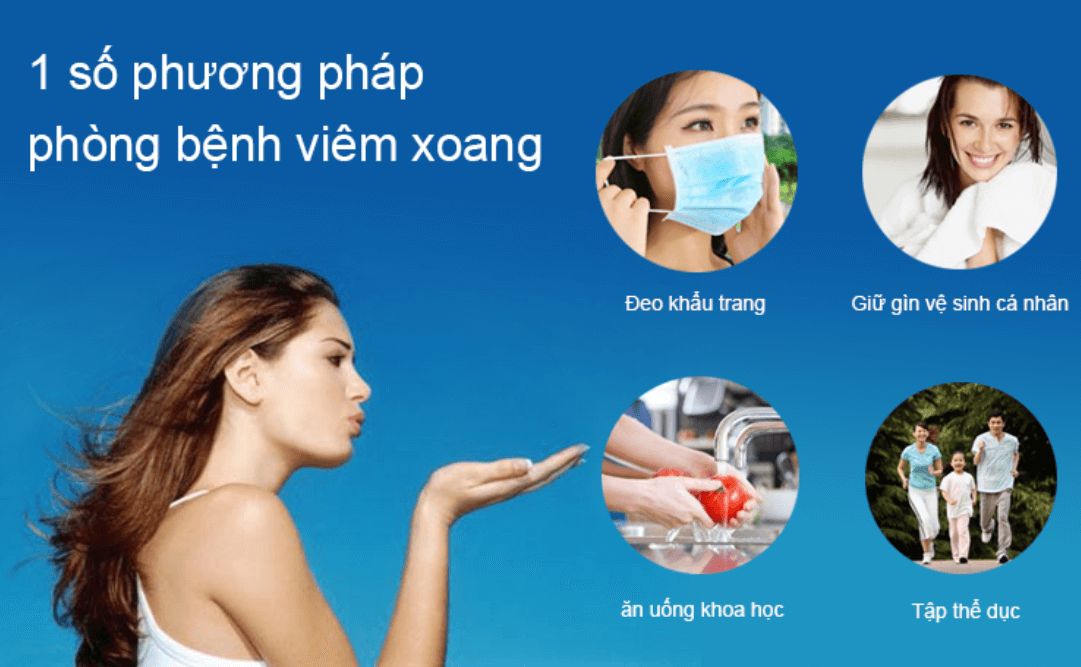 1 số phương pháp
phòng bệnh viêm xoang
Đeo khẩu trang
Giữ gìn vệ sinh cá nhân
ăn uống khoa học
Tập thể dục